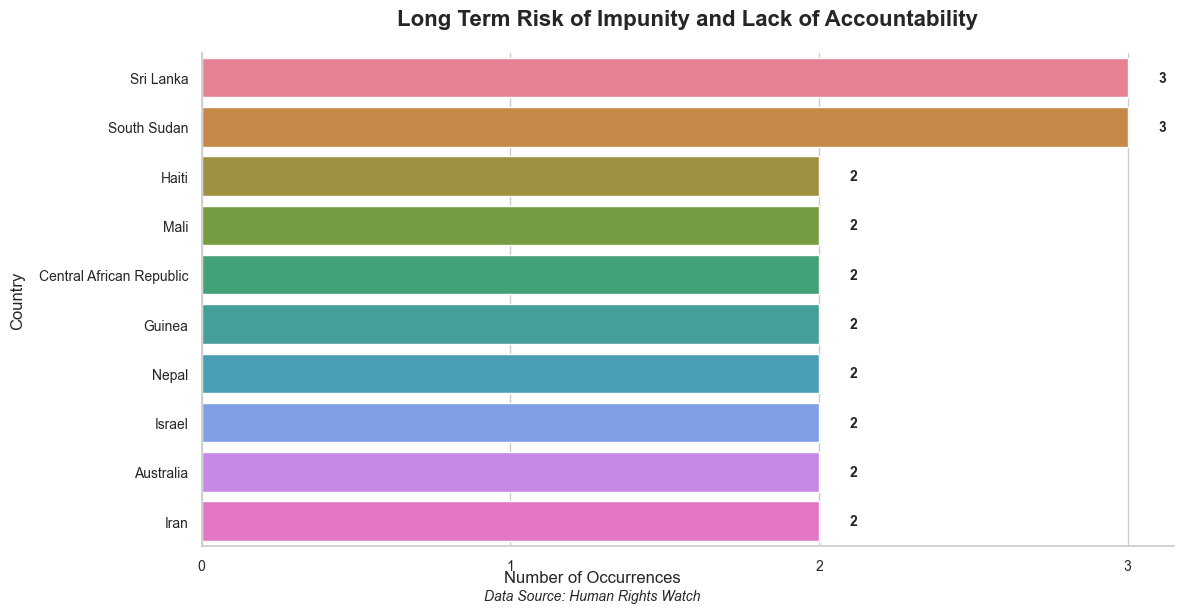 Long Term Risk of Impunity and Lack of Accountability
Sri Lanka 3
South Sudan 3
Haiti 2
Mali 2
Central African Republic 2
Guinea 2
Nepal 2
Israel 2
Australia 2
Iran 2
Country
0 1 2 3
Number of Occurrences
Data Source: Human Rights Watch